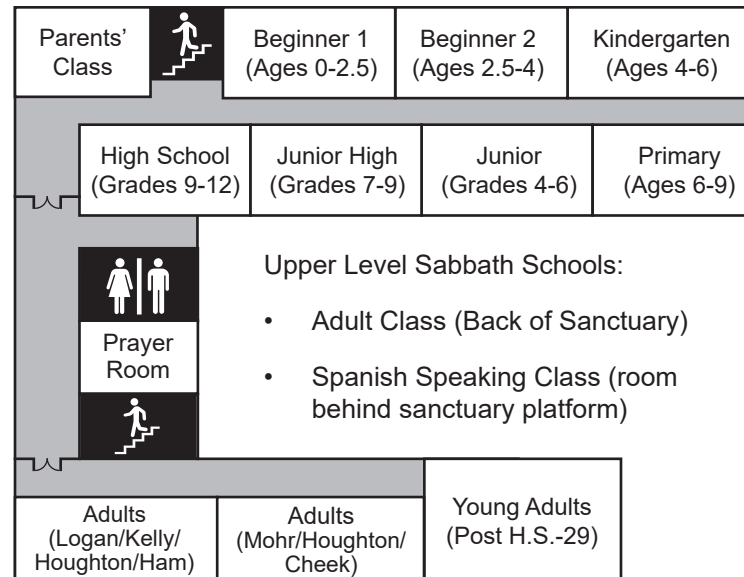 Parents'
Class
Beginner 1
(Ages 0-2.5)
Beginner 2
(Ages 2.5-4)
Kindergarten
(Ages 4-6)
High School
(Grades 9-12)
Junior High
(Grades 7-9)
Junior
(Grades 4-6)
Primary
(Ages 6-9)
Upper Level Sabbath Schools:
• Adult Class (Back of Sanctuary)
• Spanish Speaking Class (room
behind sanctuary platform)
Prayer
Room
Adults
(Logan/Kelly/
Houghton/Ham)
Adults
(Mohr/Houghton/
Cheek)
Young Adults
(Post H.S.-29)